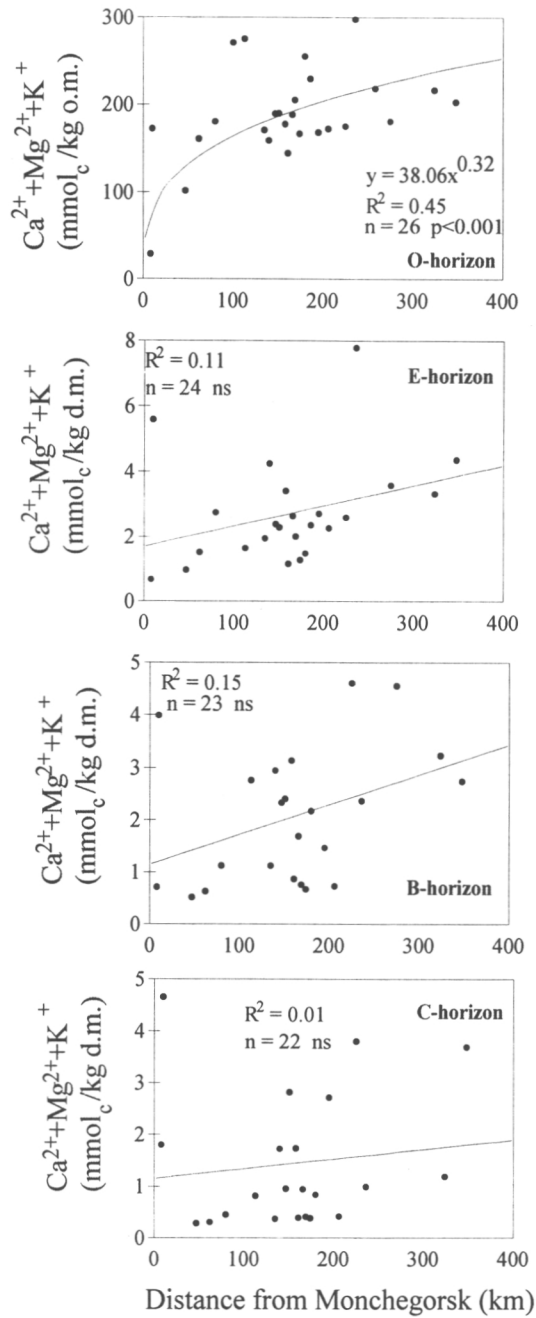 Ca2++Mg2++K+
(mmolc/kg o.m.)
300
200
100
0
y = 38.06x0.32
R2 = 0.45
n = 26 p<0.001
O-horizon
0 100 200 300 400
Ca2++Mg2++K+
(mmolc/kg d.m.)
8
6
4
2
0
R2 = 0.11
n = 24 ns
E-horizon
0 100 200 300 400
Ca2++Mg2++K+
(mmolc/kg d.m.)
5
4
3
2
1
0
R2 = 0.15
n = 23 ns
B-horizon
0 100 200 300 400
Ca2++Mg2++K+
(mmolc/kg d.m.)
5
4
3
2
1
0
R2 = 0.01
n = 22 ns
C-horizon
0 100 200 300 400
Distance from Monchegorsk (km)